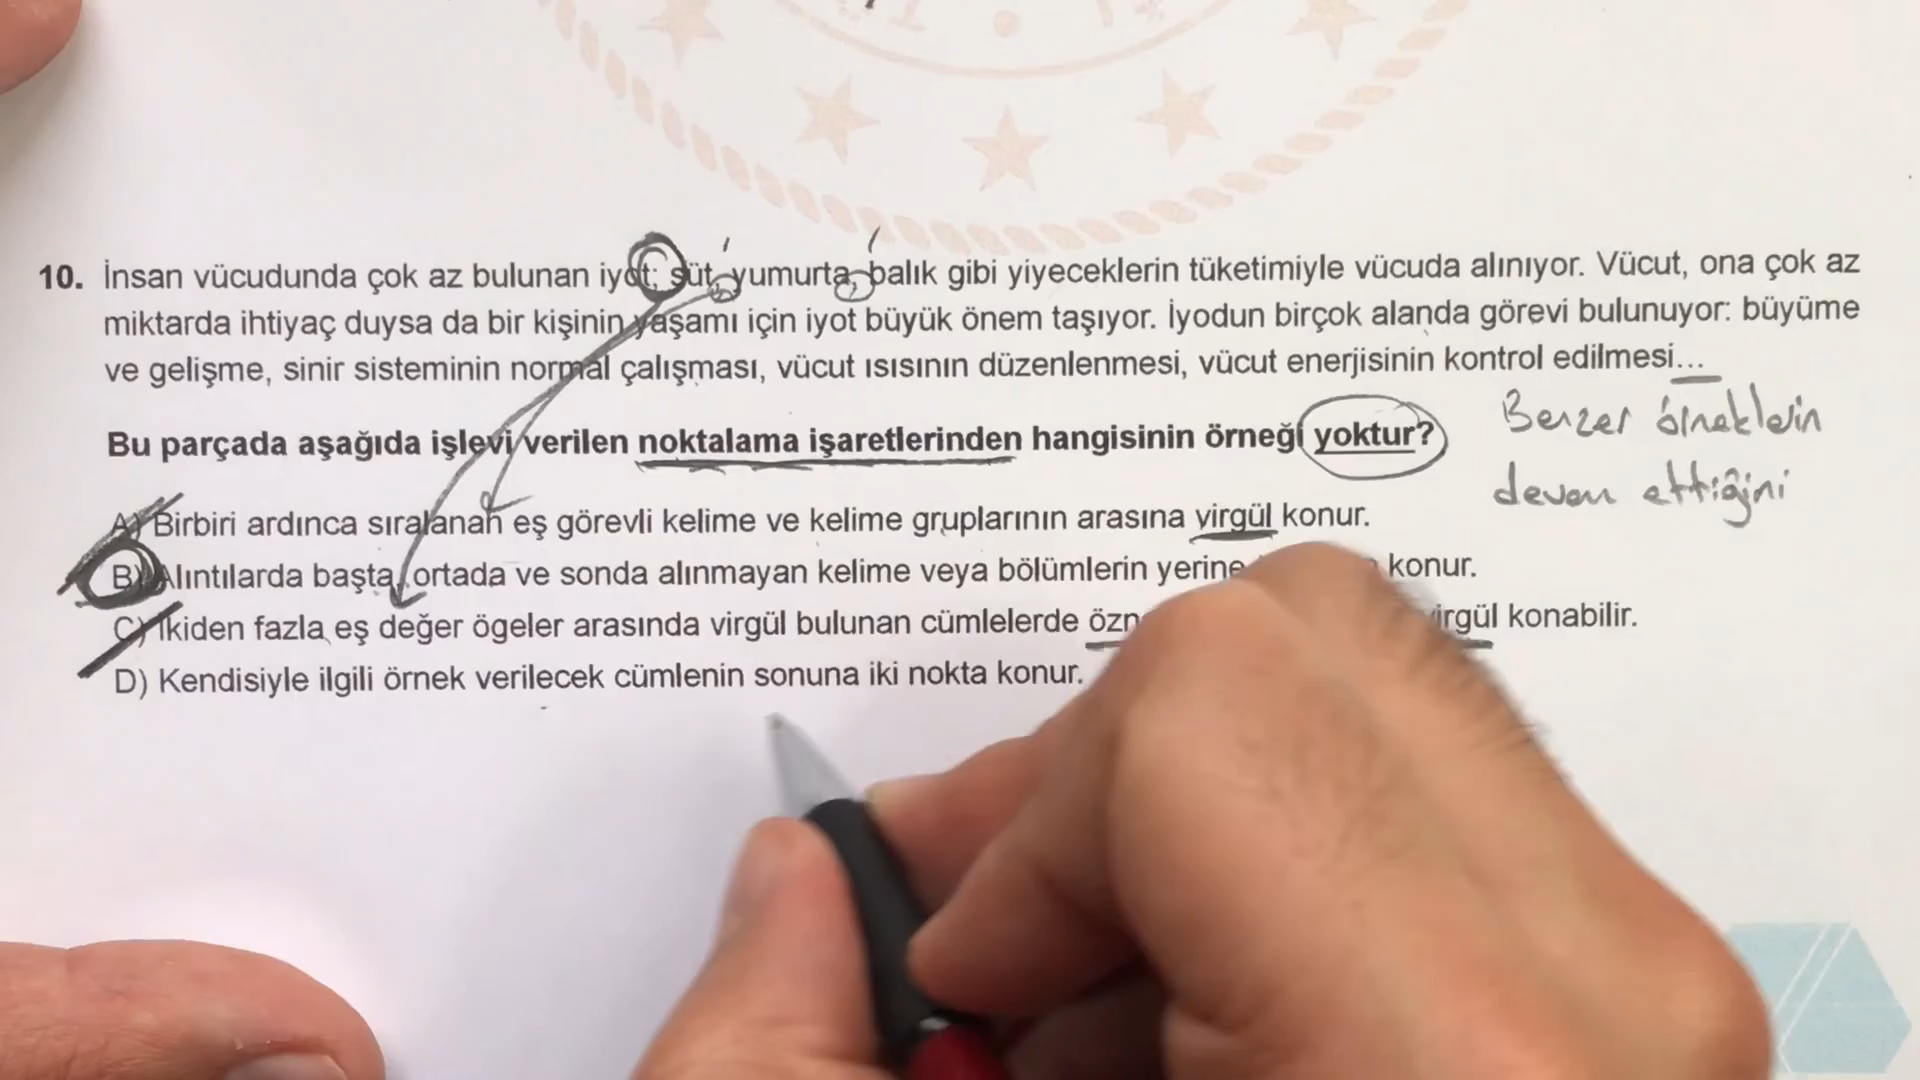 10. İnsan vücudunda çok az bulunan iyot; süt, yumurta, balık gibi yiyeceklerin tüketimiyle vücuda alınıyor. Vücut, ona çok az
miktarda ihtiyaç duysa da bir kişinin yaşamı için iyot büyük önem taşıyor. İyodun birçok alanda görevi bulunuyor: büyüme
ve gelişme, sinir sisteminin normal çalışması, vücut ısısının düzenlenmesi, vücut enerjisinin kontrol edilmesi...
Benzer örneklerin
Bu parçada aşağıda işlevi verilen noktalama işaretlerinden hangisinin örneği yoktur?
devam ettiğini
A) Birbiri ardınca sıralanan eş görevli kelime ve kelime gruplarının arasına virgül konur.
B) Alıntılarda başta, ortada ve sonda alınmayan kelime veya bölümlerin yerine konur.
C) İkiden fazla eş değer ögeler arasında virgül bulunan cümlelerde konabilir.
D) Kendisiyle ilgili örnek verilecek cümlenin sonuna iki nokta konur.